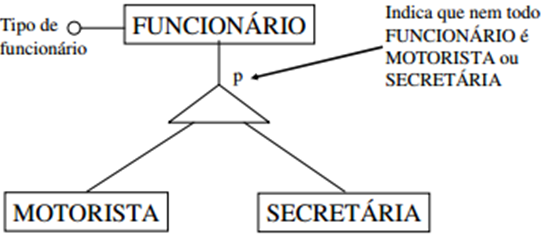 Tipo de
funcionário
FUNCIONÁRIO
Indica que nem todo
FUNCIONÁRIO é
MOTORISTA ou
SECRETÁRIA
p
MOTORISTA
SECRETÁRIA